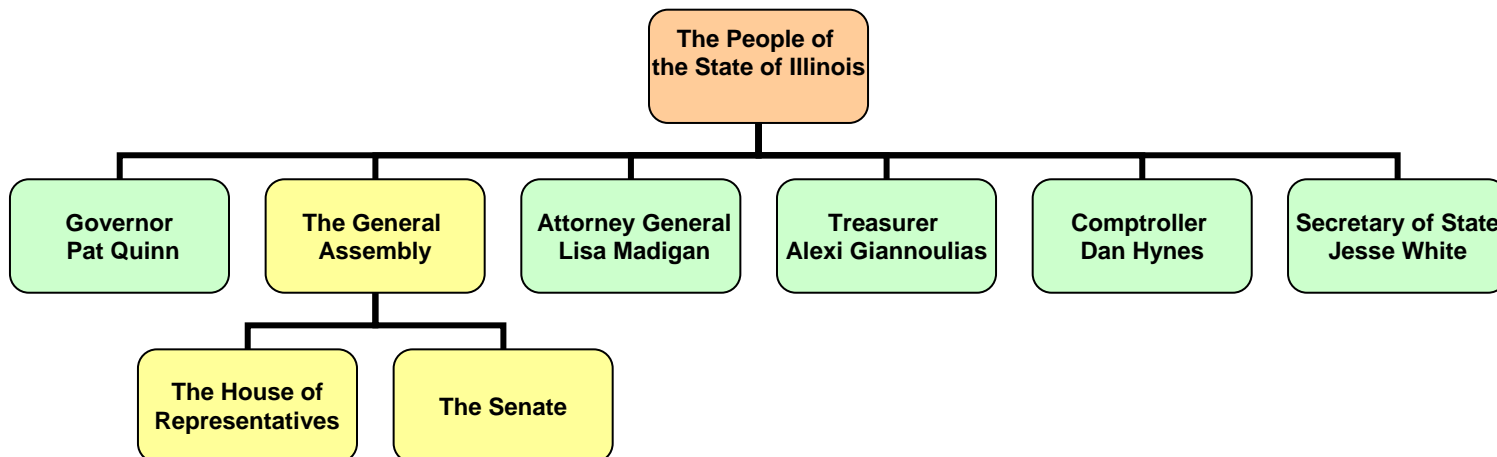 The People of
the State of Illinois
Governor
Pat Quinn
The General
Assembly
Attorney General
Lisa Madigan
Treasurer
Alexi Giannoulias
Comptroller
Dan Hynes
Secretary of State
Jesse White
The House of
Representatives
The Senate